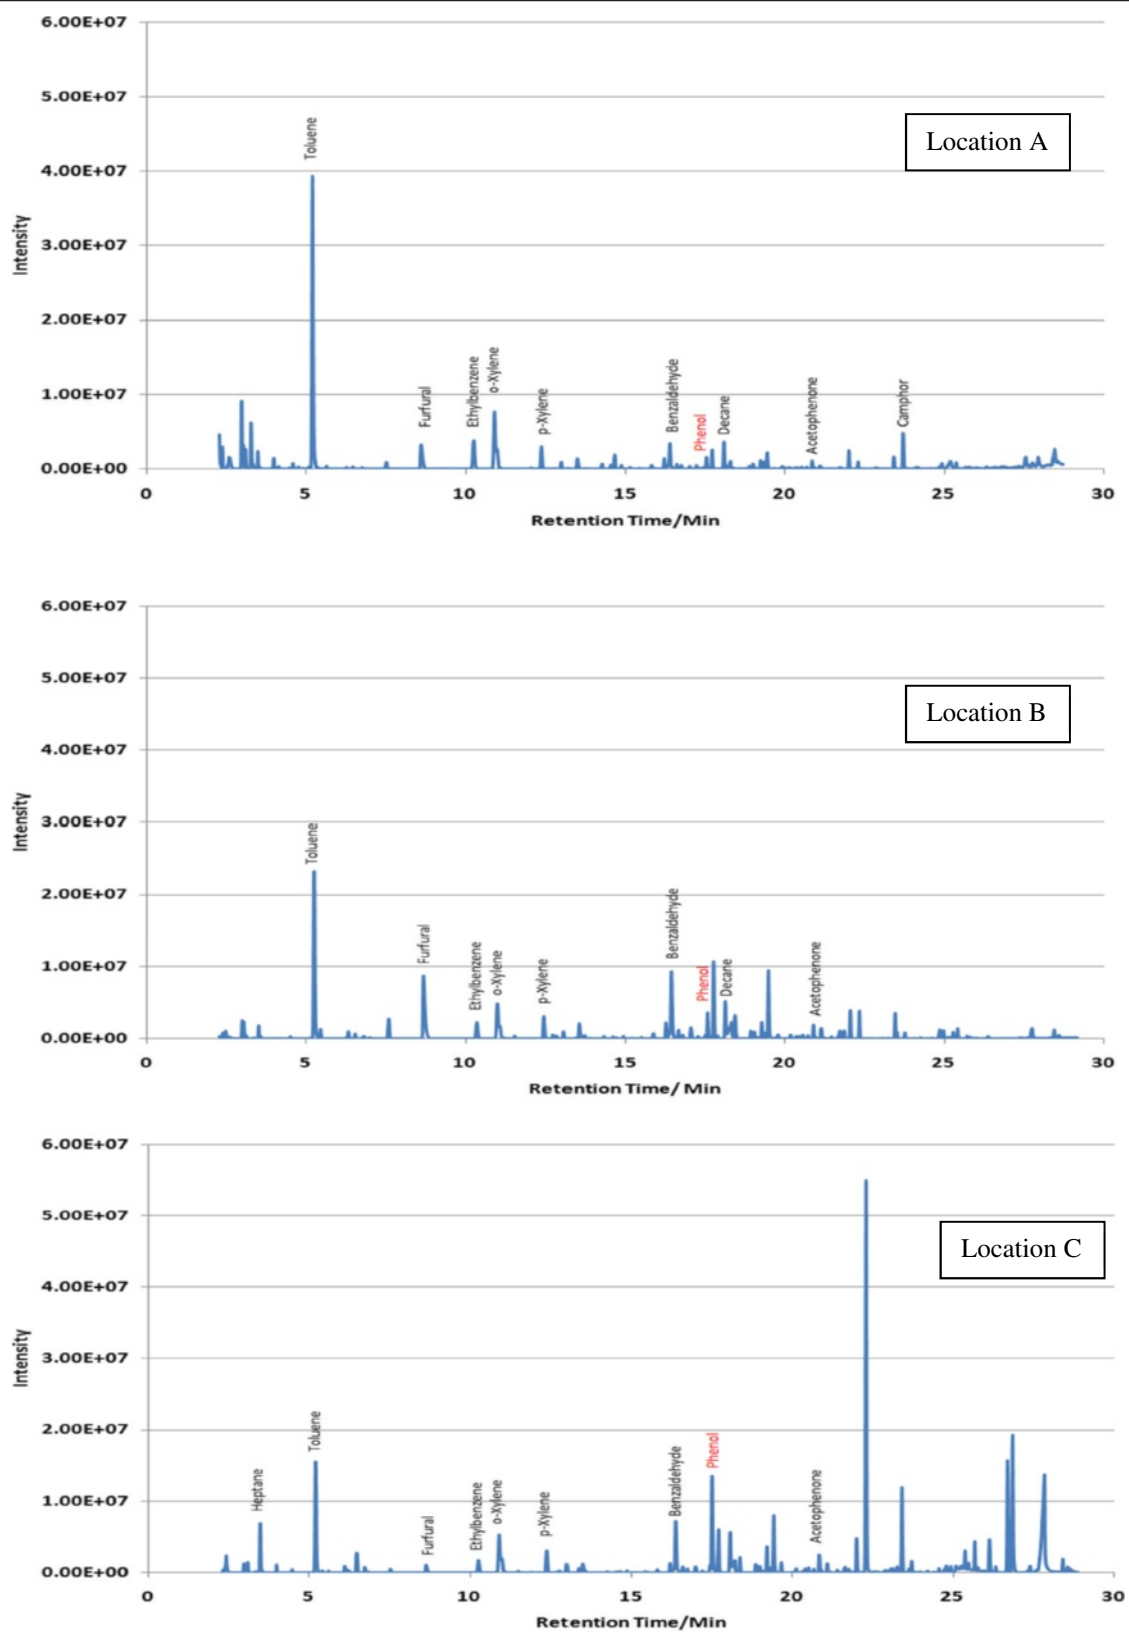 6.00E+07
5.00E+07
4.00E+07
3.00E+07
2.00E+07
1.00E+07
0.00E+00
Intensity
Location A
Toluene
Furfural
Ethylbenzene
o-Xylene
p-Xylene
Benzaldehyde
Phenol
Decane
Acetophenone
Camphor
0 5 10 15 20 25 30
Retention Time/Min
6.00E+07
5.00E+07
4.00E+07
3.00E+07
2.00E+07
1.00E+07
0.00E+00
Intensity
Location B
Toluene
Furfural
Ethylbenzene
o-Xylene
p-Xylene
Benzaldehyde
Phenol
Decane
Acetophenone
0 5 10 15 20 25 30
Retention Time/ Min
6.00E+07
5.00E+07
4.00E+07
3.00E+07
2.00E+07
1.00E+07
0.00E+00
Intensity
Location C
Heptane
Toluene
Furfural
Ethylbenzene
o-Xylene
p-Xylene
Benzaldehyde
Phenol
Acetophenone
0 5 10 15 20 25 30
Retention Time/Min